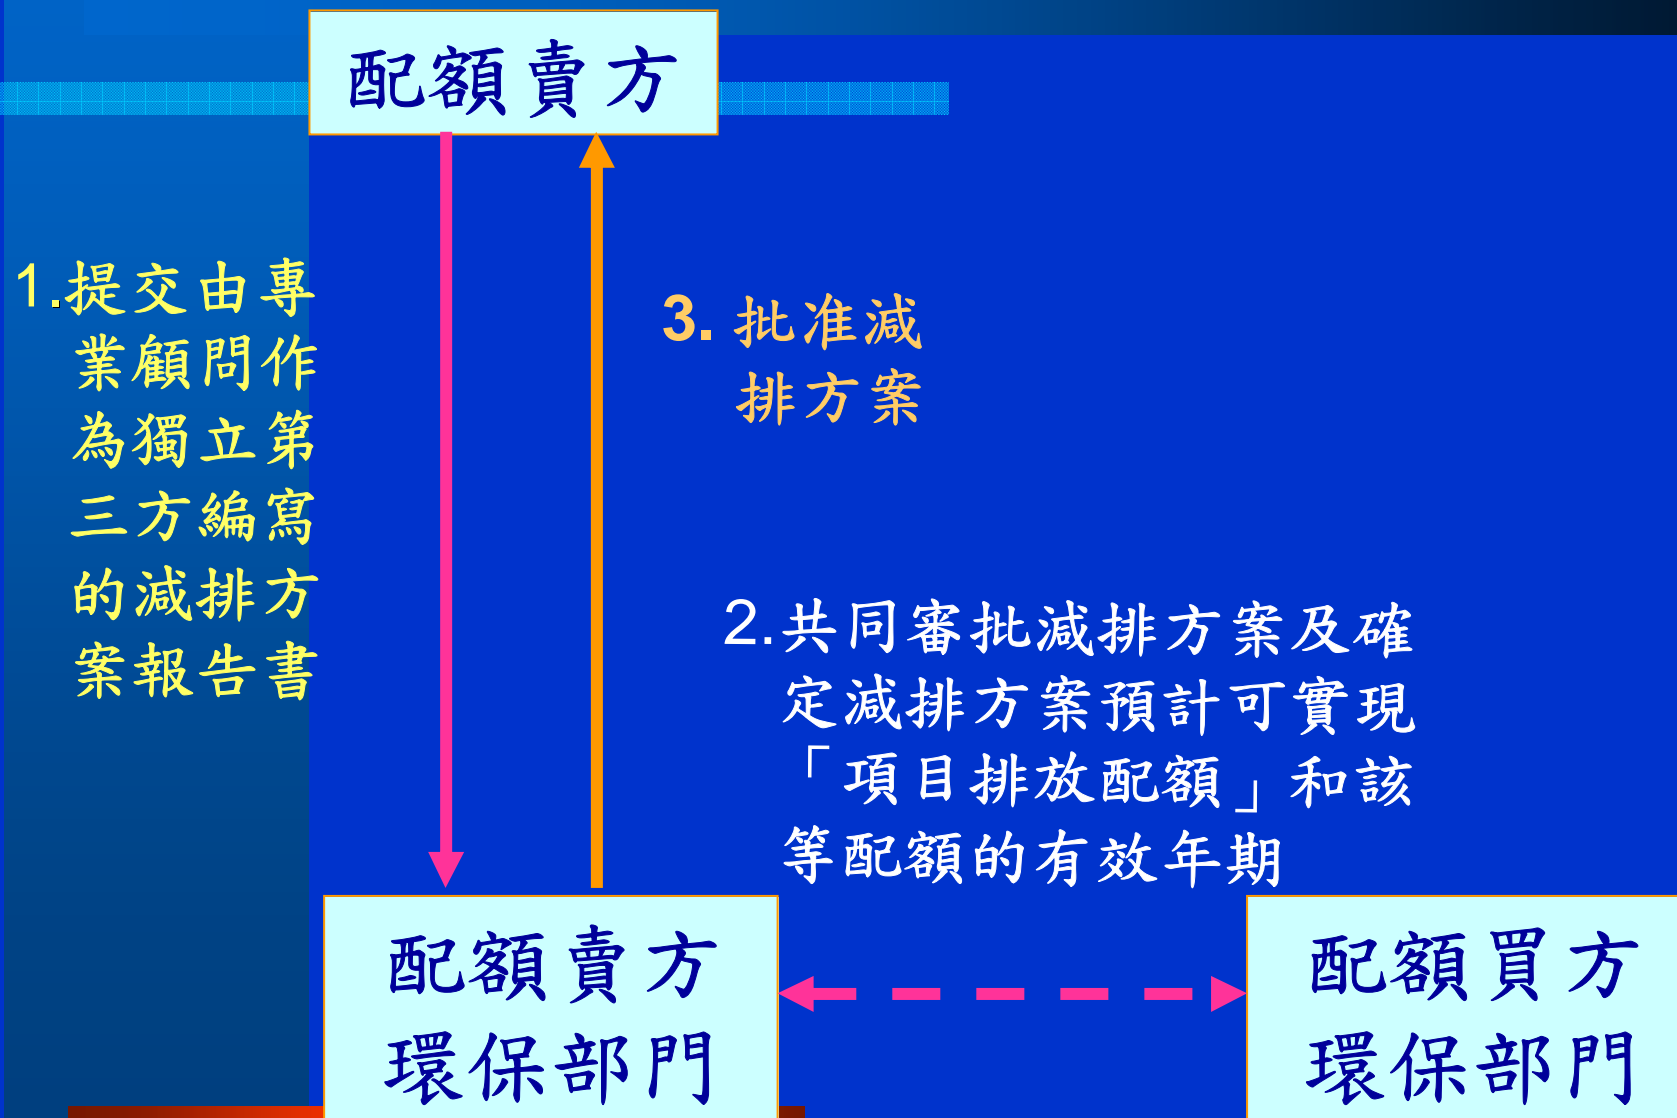 配額賣方
1.提交由專
業顧問作
為獨立第
三方編寫
的減排方
案報告書
3. 批准減
排方案
2.共同審批減排方案及確
定減排方案預計可實現
「項目排放配額」和該
等配額的有效年期
配額賣方
環保部門
配額買方
環保部門